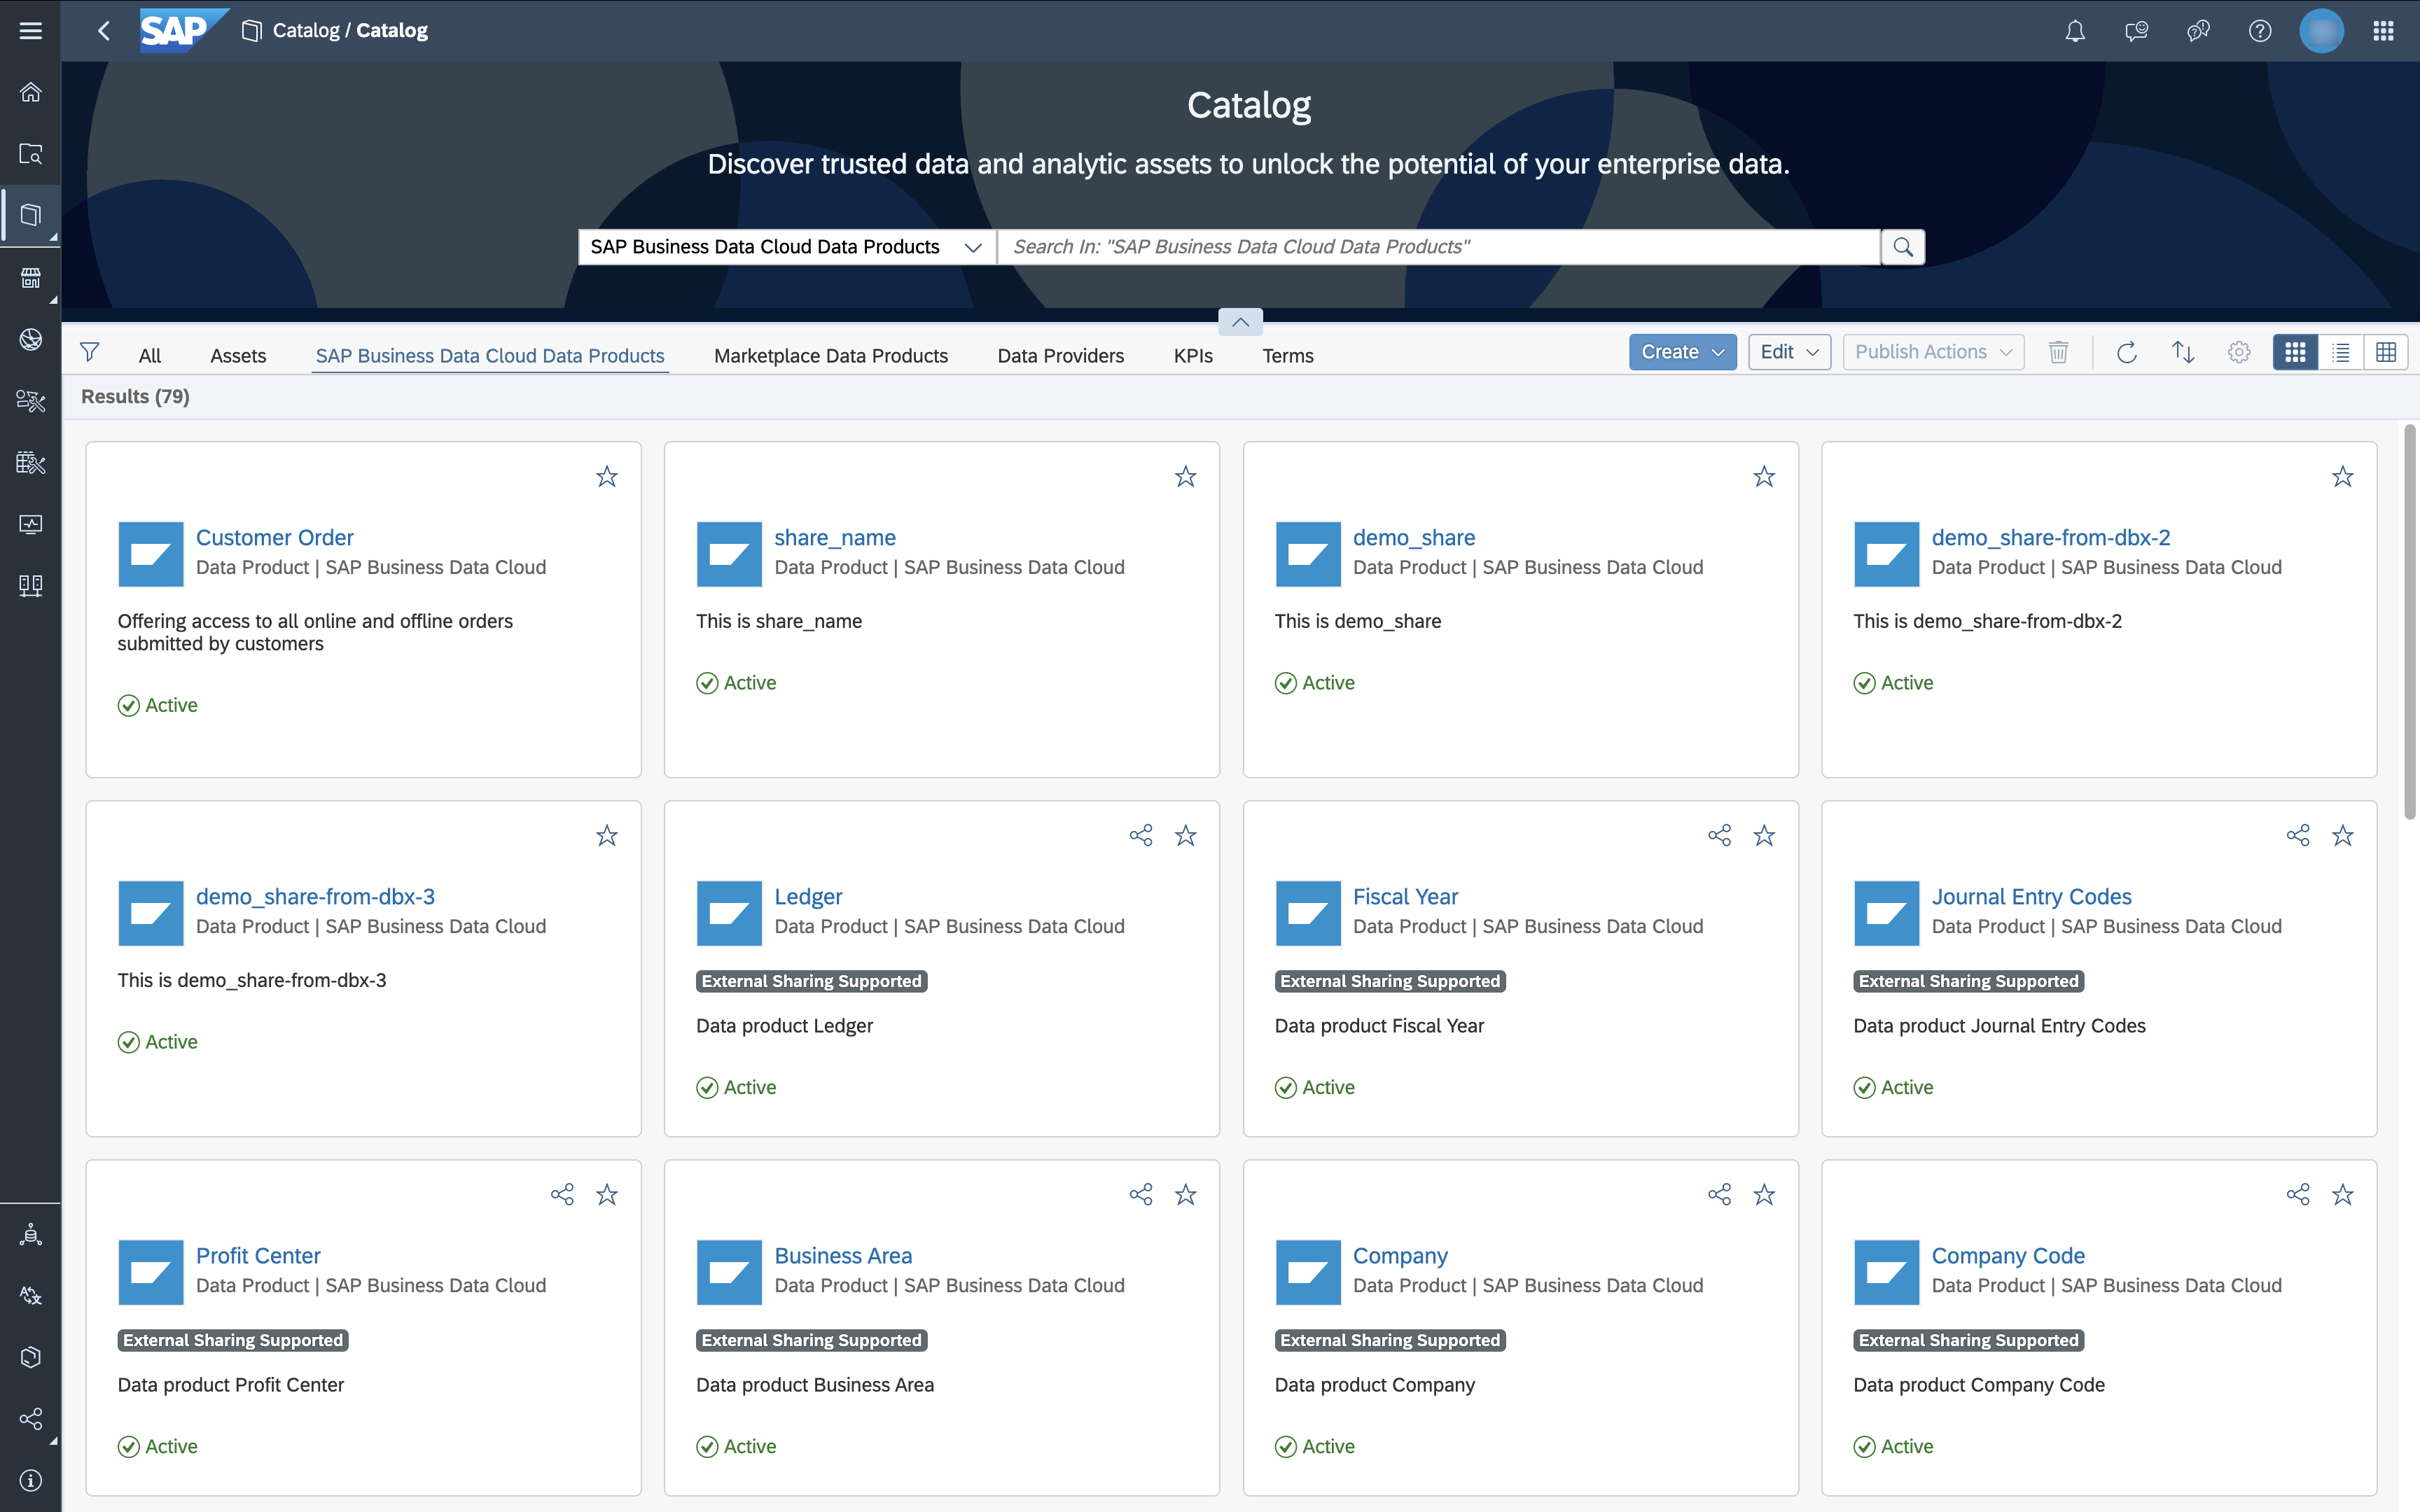 SAP Catalog / Catalog
Catalog
Discover trusted data and analytic assets to unlock the potential of your enterprise data.
SAP Business Data Cloud Data Products
Search In: "SAP Business Data Cloud Data Products"
All Assets SAP Business Data Cloud Data Products Marketplace Data Products Data Providers KPIs Terms Create Edit Publish Actions
Results (79)
Customer Order
Data Product | SAP Business Data Cloud
Offering access to all online and offline orders
submitted by customers
Active
share_name
Data Product | SAP Business Data Cloud
This is share_name
Active
demo_share
Data Product | SAP Business Data Cloud
This is demo_share
Active
demo_share-from-dbx-2
Data Product | SAP Business Data Cloud
This is demo_share-from-dbx-2
Active
demo_share-from-dbx-3
Data Product | SAP Business Data Cloud
This is demo_share-from-dbx-3
Active
Ledger
Data Product | SAP Business Data Cloud
External Sharing Supported
Data product Ledger
Active
Fiscal Year
Data Product | SAP Business Data Cloud
External Sharing Supported
Data product Fiscal Year
Active
Journal Entry Codes
Data Product | SAP Business Data Cloud
External Sharing Supported
Data product Journal Entry Codes
Active
Profit Center
Data Product | SAP Business Data Cloud
External Sharing Supported
Data product Profit Center
Active
Business Area
Data Product | SAP Business Data Cloud
External Sharing Supported
Data product Business Area
Active
Company
Data Product | SAP Business Data Cloud
External Sharing Supported
Data product Company
Active
Company Code
Data Product | SAP Business Data Cloud
External Sharing Supported
Data product Company Code
Active